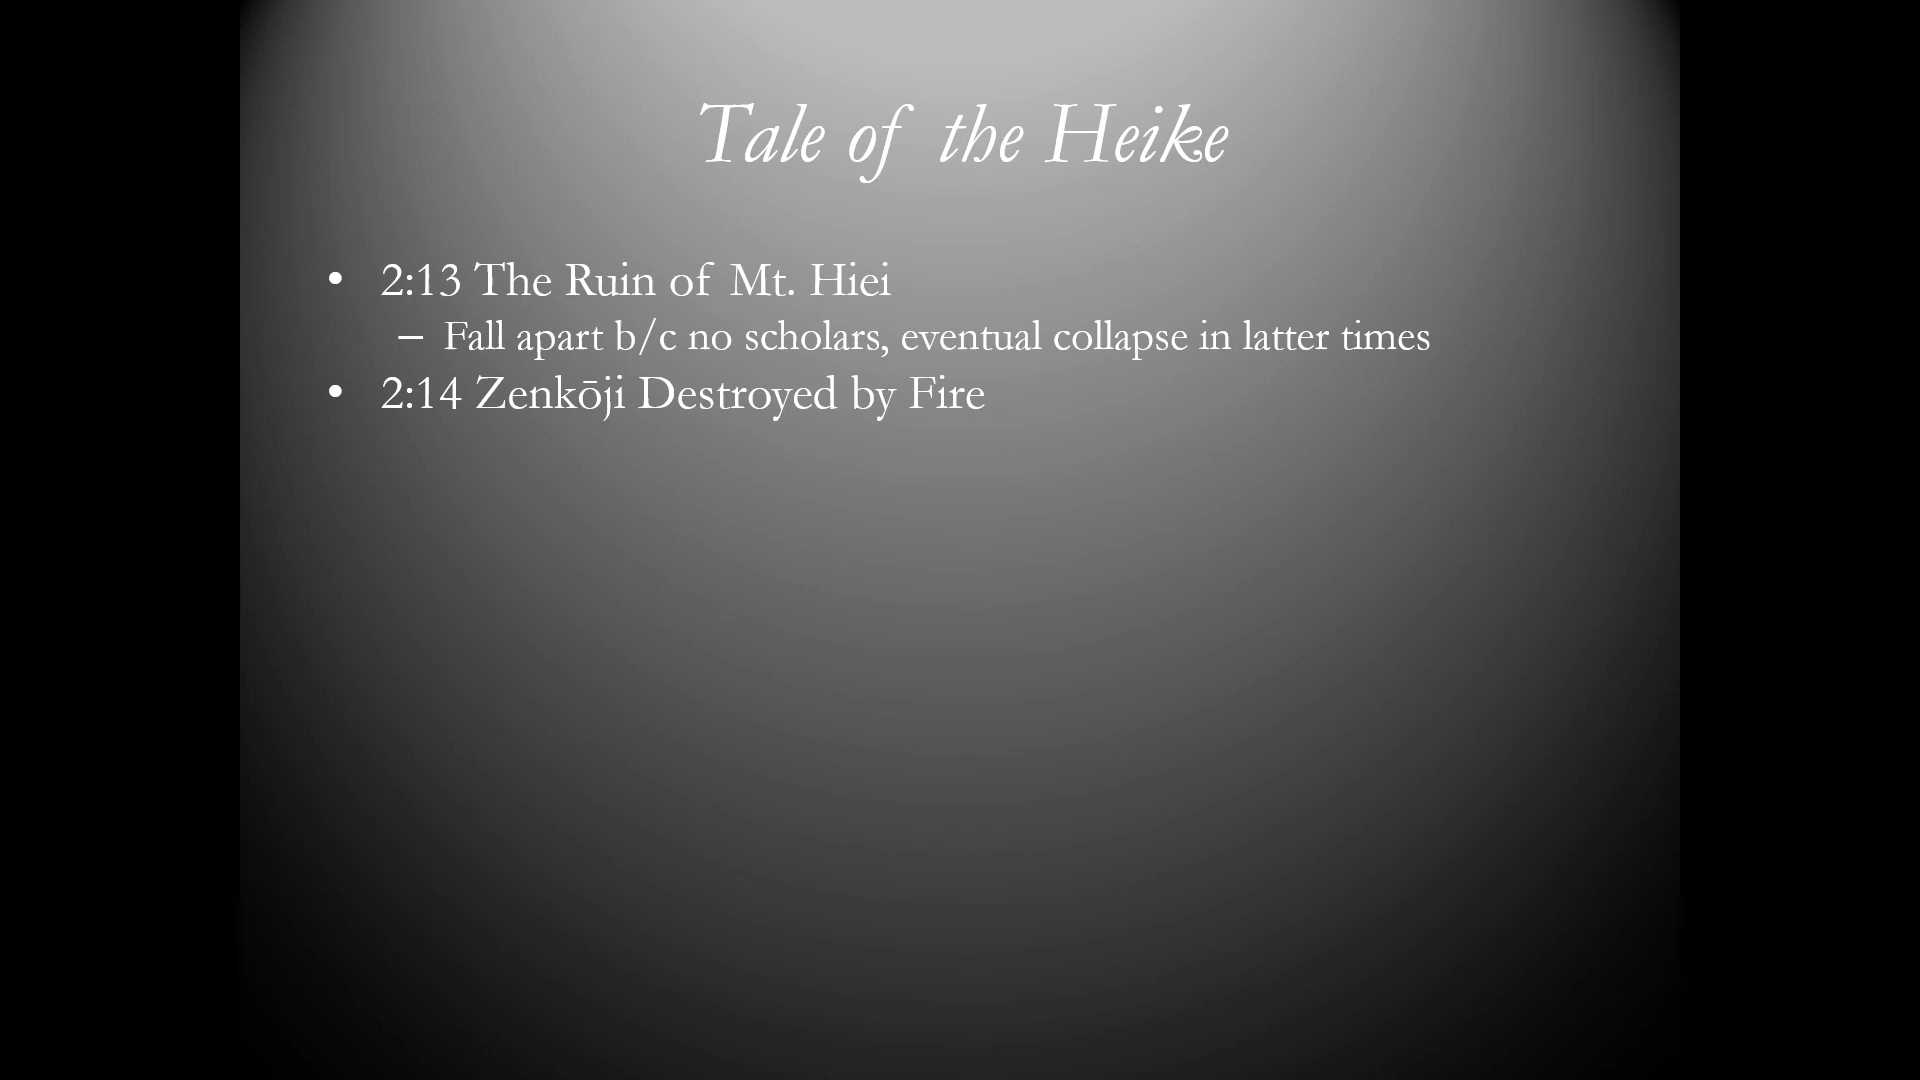 Tale of the Heike
• 2:13 The Ruin of Mt. Hiei
– Fall apart b/c no scholars, eventual collapse in latter times
• 2:14 Zenkōji Destroyed by Fire